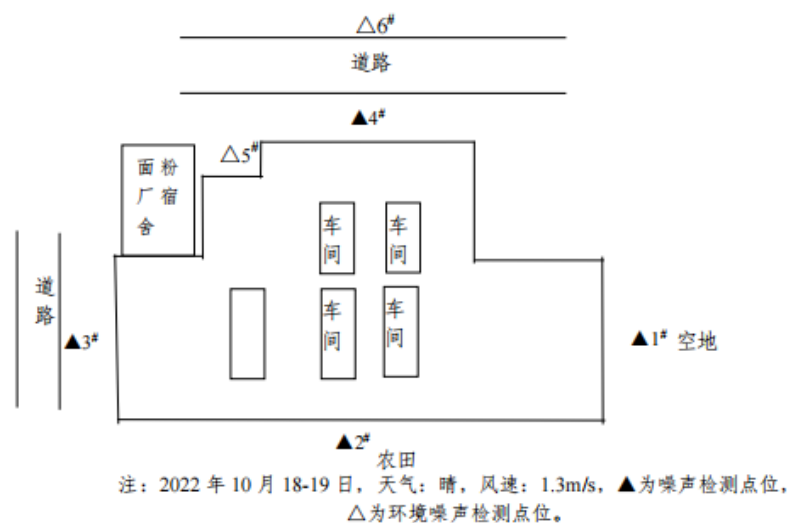 △6#
道路
▲4#
△5#
面粉
厂宿
舍
车间
车间
道路
车间
车间
▲3#
▲1# 空地
▲2#
农田
注：2022 年 10 月 18-19 日，天气：晴，风速：1.3m/s，▲为噪声检测点位，
△为环境噪声检测点位。